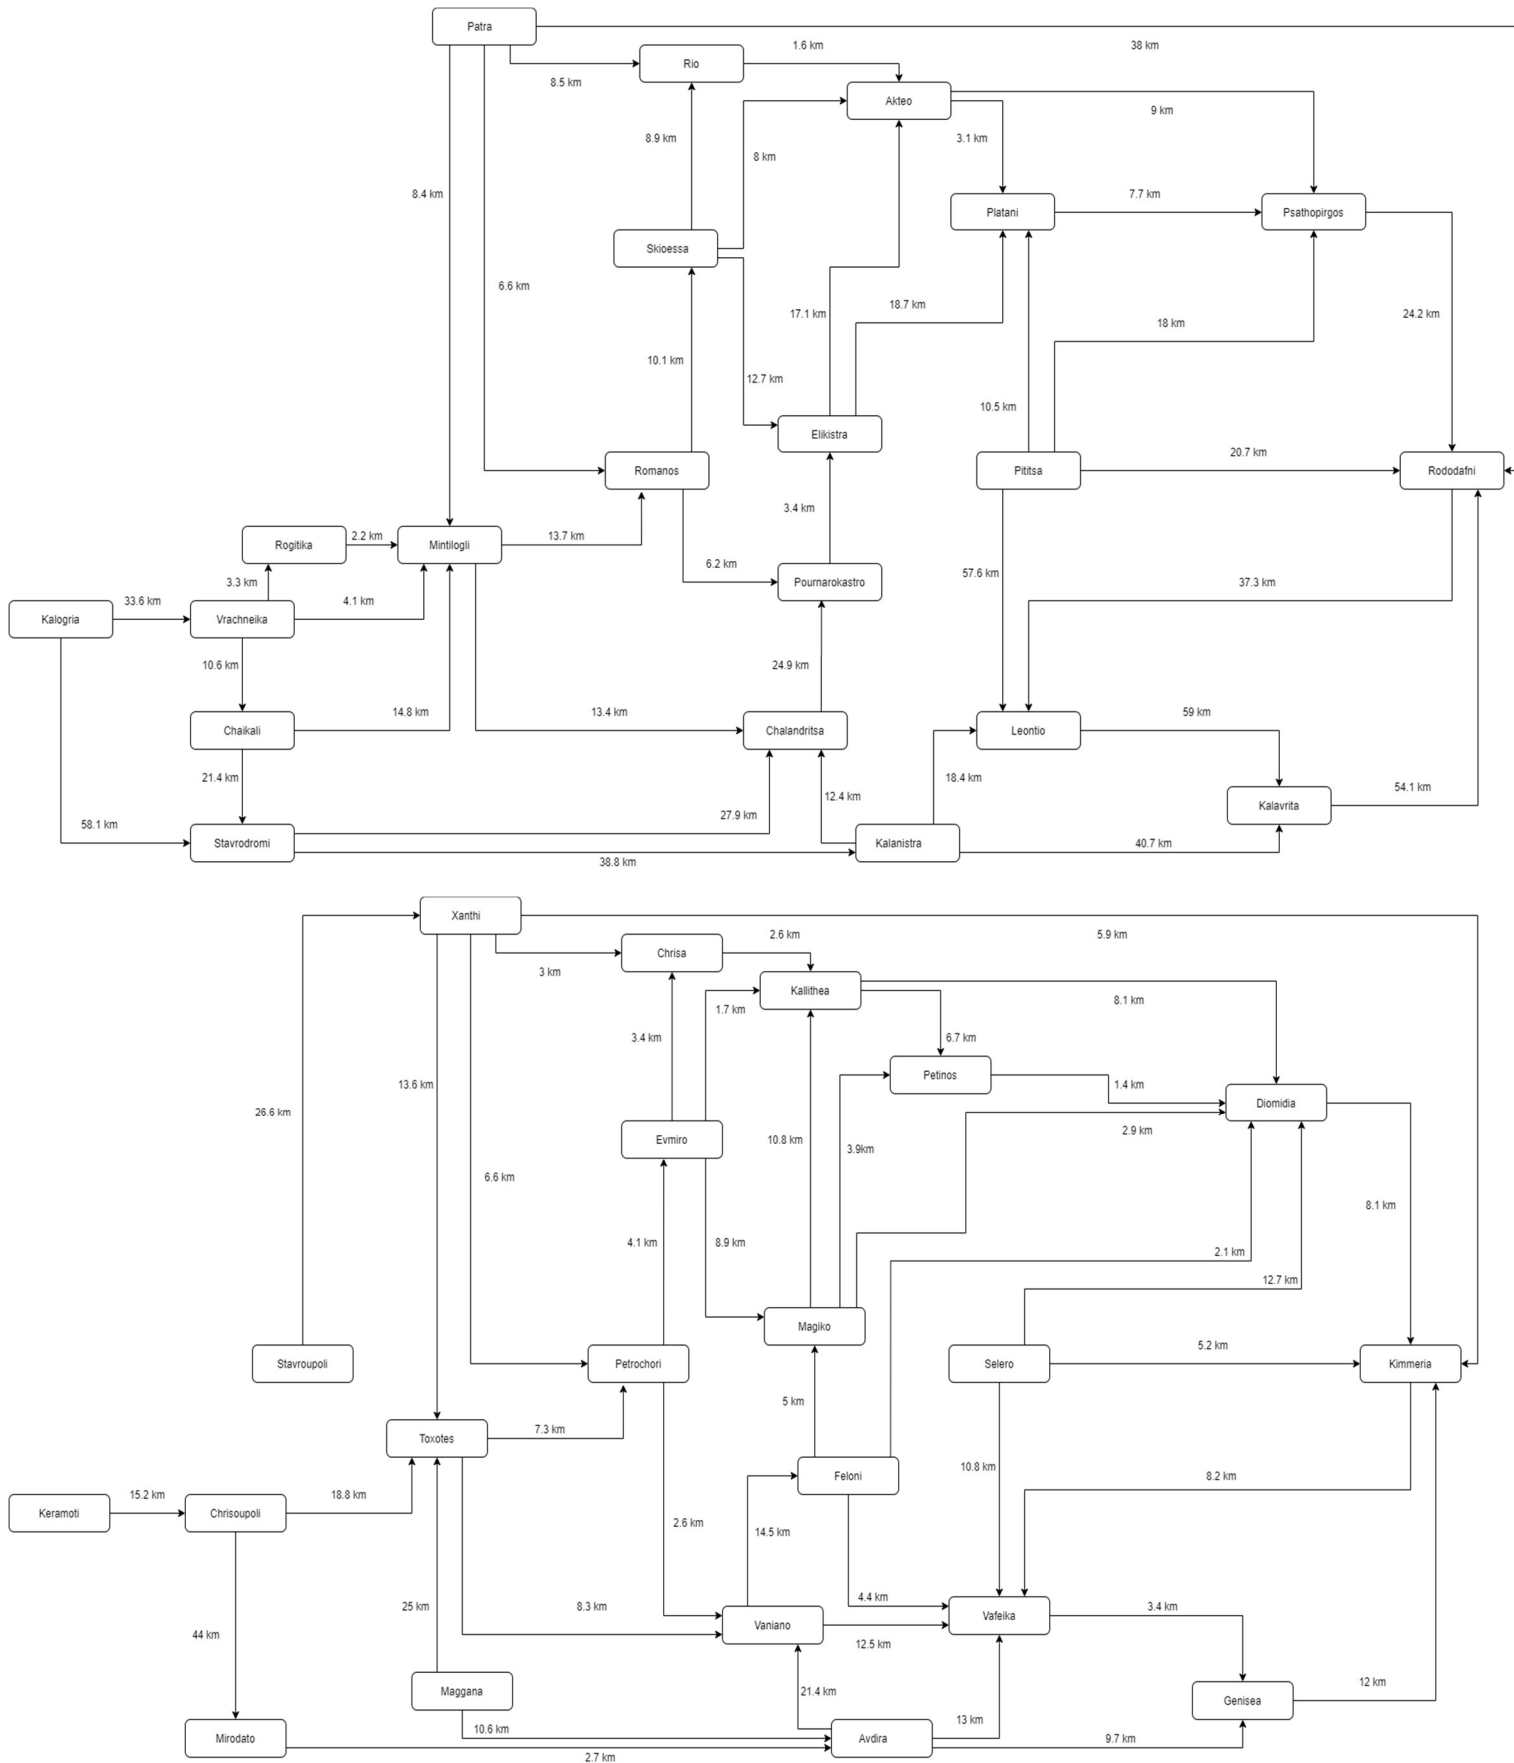 Patra
38 km
1.6 km
Rio
8.5 km
Akteo
9 km
3.1 km
8.9 km
8 km
8.4 km
Platani
7.7 km
Psathopirgos
Skioessa
6.6 km
17.1 km
18.7 km
18 km
24.2 km
10.1 km
12.7 km
10.5 km
Elikistra
Romanos
Pititsa
20.7 km
Rododafni
3.4 km
Rogitika
2.2 km
Mintilogli
13.7 km
6.2 km
57.6 km
Pournarokastro
3.3 km
37.3 km
33.6 km
4.1 km
Kalogria
Vrachneika
10.6 km
24.9 km
14.8 km
13.4 km
59 km
Chaikali
Chalandritsa
Leontio
21.4 km
18.4 km
12.4 km
54.1 km
Kalavrita
58.1 km
27.9 km
Stavrodromi
Kalanistra
40.7 km
38.8 km
Xanthi
2.6 km
5.9 km
Chrisa
3 km
Kallithea
1.7 km
8.1 km
3.4 km
6.7 km
Petinos
13.6 km
1.4 km
Diomidia
26.6 km
Evmiro
10.8 km
3.9km
2.9 km
6.6 km
8.1 km
4.1 km
8.9 km
2.1 km
12.7 km
Magiko
Stavroupoli
Petrochori
Selero
5.2 km
Kimmeria
5 km
7.3 km
Toxotes
10.8 km
Feloni
8.2 km
15.2 km
18.8 km
Keramoti
Chrisoupoli
2.6 km
14.5 km
4.4 km
25 km
8.3 km
3.4 km
Vaniano
Vafeika
44 km
12.5 km
12 km
Maggana
21.4 km
Genisea
10.6 km
13 km
9.7 km
Mirodato
Avdira
2.7 km